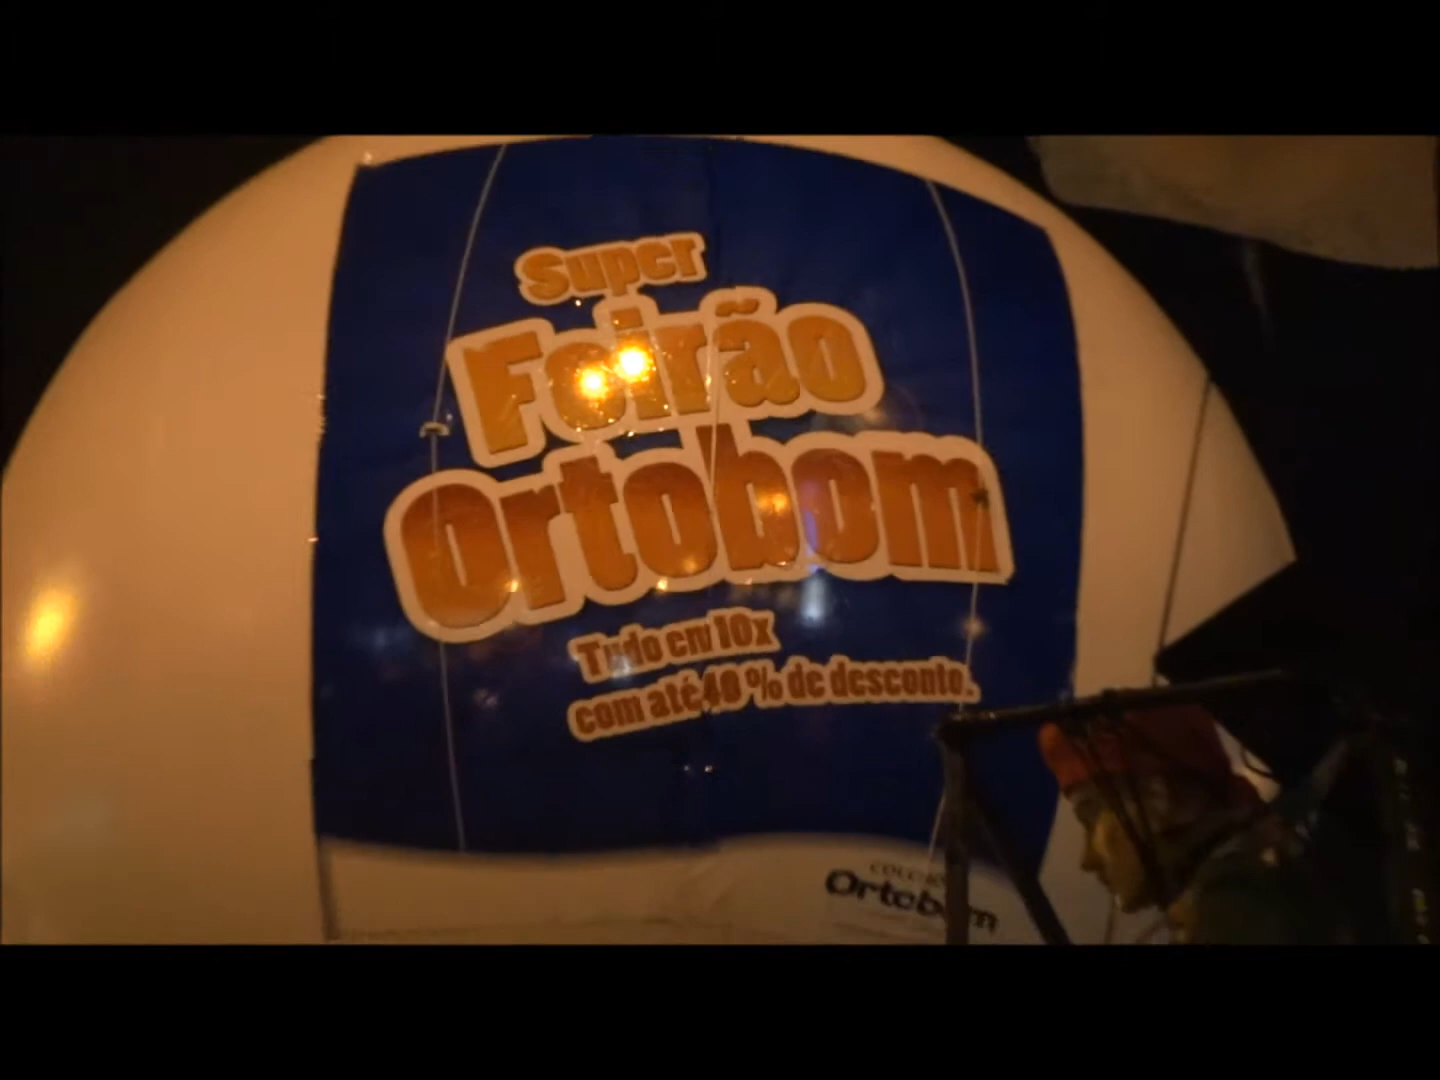 Super
Feirão
Ortobom
Tudo em 10x
com até 40% de desconto.
Ortobom